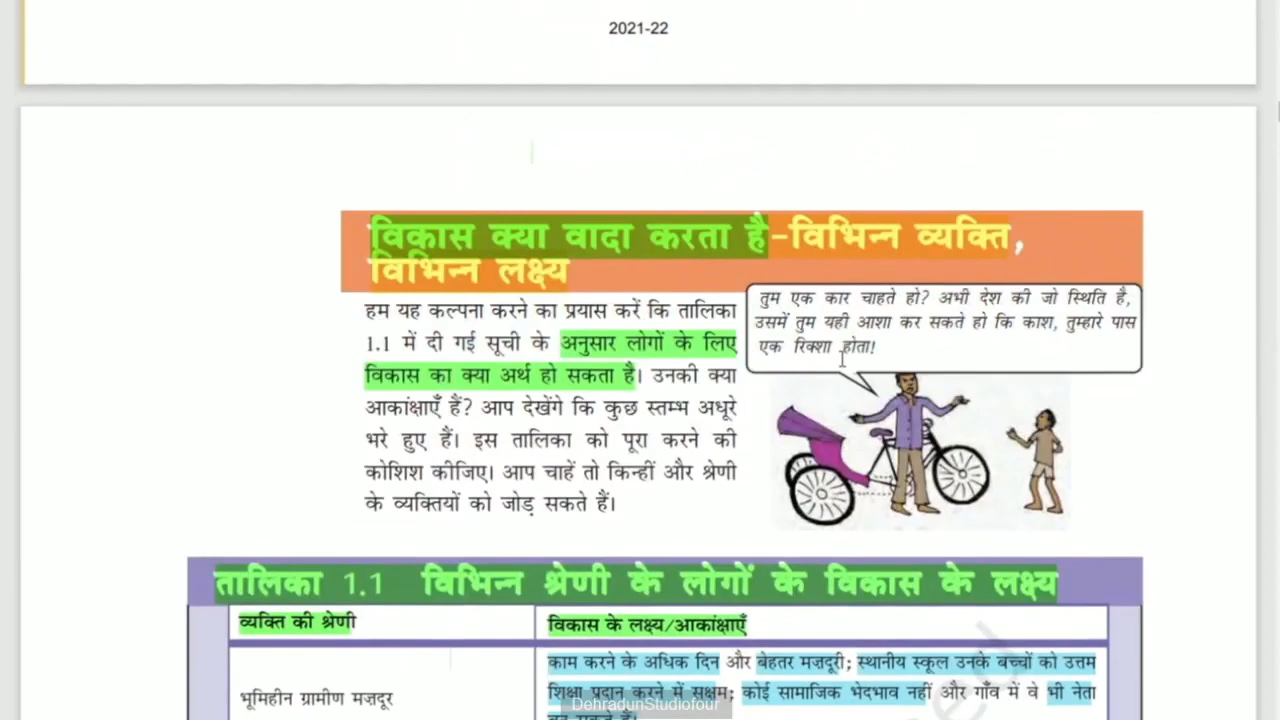 2021-22
विकास क्या वादा करता है-विभिन्न व्यक्ति,
विभिन्न लक्ष्य
हम यह कल्पना करने का प्रयास करें कि तालिका
1.1 में दी गई सूची के अनुसार लोगों के लिए
विकास का क्या अर्थ हो सकता है। उनकी क्या
आकांक्षाएँ हैं? आप देखेंगे कि कुछ स्तम्भ अधूरे
भरे हुए हैं। इस तालिका को पूरा करने की
कोशिश कीजिए। आप चाहें तो किन्हीं और श्रेणी
के व्यक्तियों को जोड़ सकते हैं।
तुम एक कार चाहते हो? अभी देश की जो स्थिति है,
उसमें तुम यही आशा कर सकते हो कि काश, तुम्हारे पास
एक रिक्शा होता!
तालिका 1.1 विभिन्न श्रेणी के लोगों के विकास के लक्ष्य
व्यक्ति की श्रेणी
विकास के लक्ष्य/आकांक्षाएँ
भूमिहीन ग्रामीण मज़दूर
काम करने के अधिक दिन और बेहतर मज़दूरी; स्थानीय स्कूल उनके बच्चों को उत्तम
शिक्षा प्रदान करने में सक्षम; कोई सामाजिक भेदभाव नहीं और गाँव में वे भी नेता
DehradunStudiofour